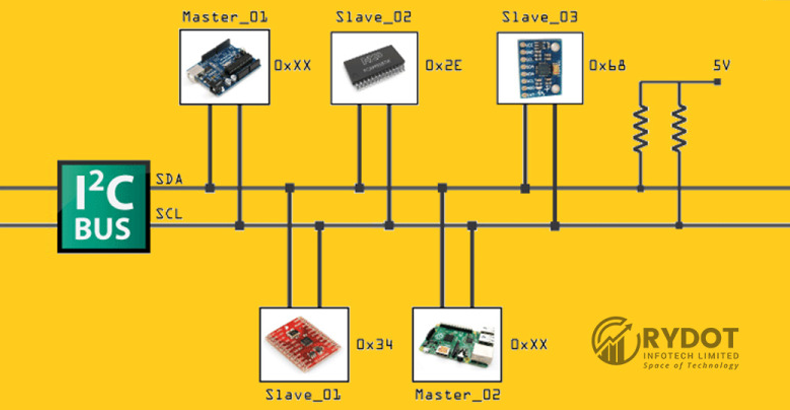 Master_01
Slave_02
Slave_03
0xXX
0x2E
0x68
5V
I²C
BUS
SDA
SCL
0x34
0xXX
Slave_01
Master_02
RYDOT
INFOTECH LIMITED
Space of Technology